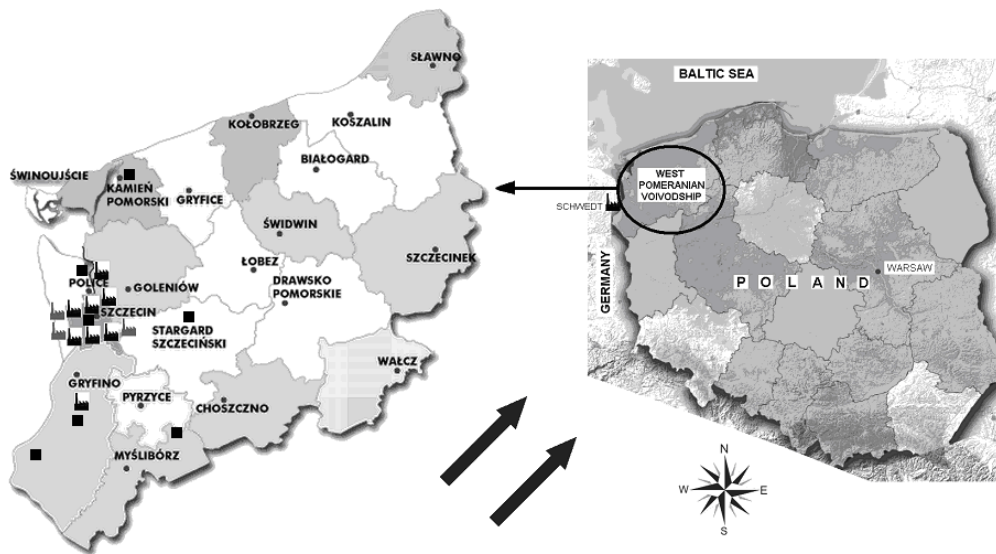 SŁAWNO
KOŁOBRZEG
KOSZALIN
BIAŁOGARD
ŚWINOUJŚCIE
KAMIEŃ
POMORSKI
GRYFICE
ŚWIDWIN
SZCZECINEK
ŁOBEZ
POLICE
GOLENIÓW
DRAWSKO
POMORSKIE
SZCZECIN
STARGARD
SZCZECIŃSKI
WAŁCZ
GRYFINO
PYRZYCE
CHOSZCZNO
MYŚLIBÓRZ
BALTIC SEA
WEST
POMERANIAN
VOIVODSHIP
SCHWEDT
GERMANY
WARSAW
POLAND
N
W E
S